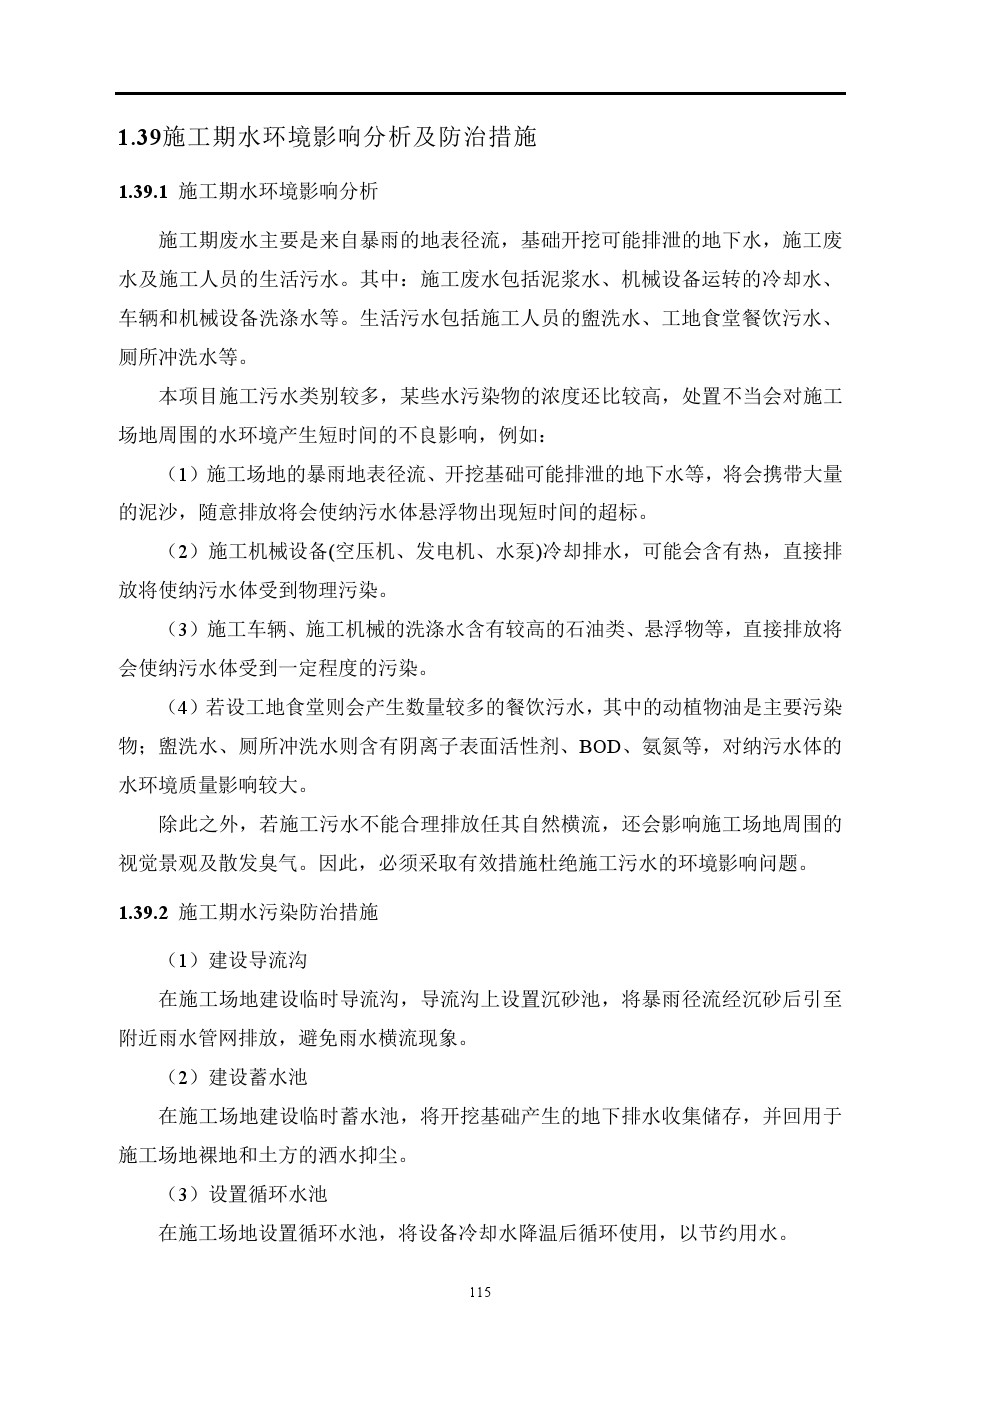 1.39施工期水环境影响分析及防治措施
1.39.1 施工期水环境影响分析
施工期废水主要是来自暴雨的地表径流，基础开挖可能排泄的地下水，施工废
水及施工人员的生活污水。其中：施工废水包括泥浆水、机械设备运转的冷却水、
车辆和机械设备洗涤水等。生活污水包括施工人员的盥洗水、工地食堂餐饮污水、
厕所冲洗水等。
本项目施工污水类别较多，某些水污染物的浓度还比较高，处置不当会对施工
场地周围的水环境产生短时间的不良影响，例如：
（1）施工场地的暴雨地表径流、开挖基础可能排泄的地下水等，将会携带大量
的泥沙，随意排放将会使纳污水体悬浮物出现短时间的超标。
（2）施工机械设备(空压机、发电机、水泵)冷却排水，可能会含有热，直接排
放将使纳污水体受到物理污染。
（3）施工车辆、施工机械的洗涤水含有较高的石油类、悬浮物等，直接排放将
会使纳污水体受到一定程度的污染。
（4）若设工地食堂则会产生数量较多的餐饮污水，其中的动植物油是主要污染
物；盥洗水、厕所冲洗水则含有阴离子表面活性剂、BOD、氨氮等，对纳污水体的
水环境质量影响较大。
除此之外，若施工污水不能合理排放任其自然横流，还会影响施工场地周围的
视觉景观及散发臭气。因此，必须采取有效措施杜绝施工污水的环境影响问题。
1.39.2 施工期水污染防治措施
（1）建设导流沟
在施工场地建设临时导流沟，导流沟上设置沉砂池，将暴雨径流经沉砂后引至
附近雨水管网排放，避免雨水横流现象。
（2）建设蓄水池
在施工场地建设临时蓄水池，将开挖基础产生的地下排水收集储存，并回用于
施工场地裸地和土方的洒水抑尘。
（3）设置循环水池
在施工场地设置循环水池，将设备冷却水降温后循环使用，以节约用水。
115